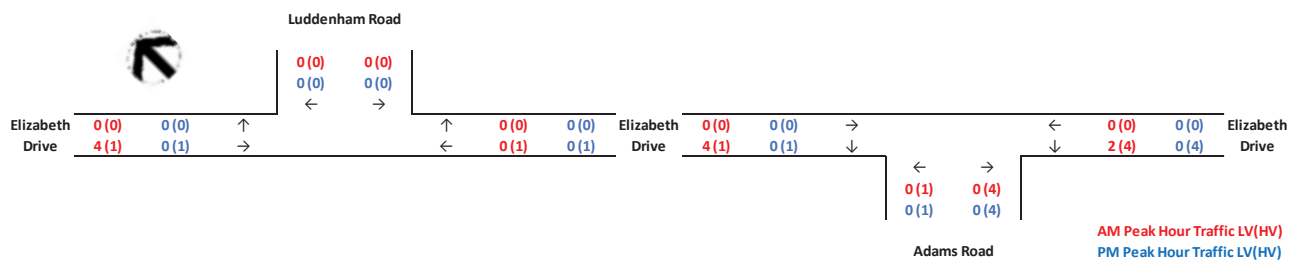 Luddenham Road
0 (0) 0 (0)
0 (0) 0 (0)
← →
Elizabeth 0 (0) 0 (0) ↑ ↑ 0 (0) 0 (0) Elizabeth 0 (0) 0 (0) → ← 0 (0) 0 (0) Elizabeth
Drive 4 (1) 0 (1) → ← 0 (1) 0 (1) Drive 4 (1) 0 (1) ↓ ↓ 2 (4) 0 (4) Drive
← →
0 (1) 0 (4)
0 (1) 0 (4)
Adams Road
AM Peak Hour Traffic LV(HV)
PM Peak Hour Traffic LV(HV)